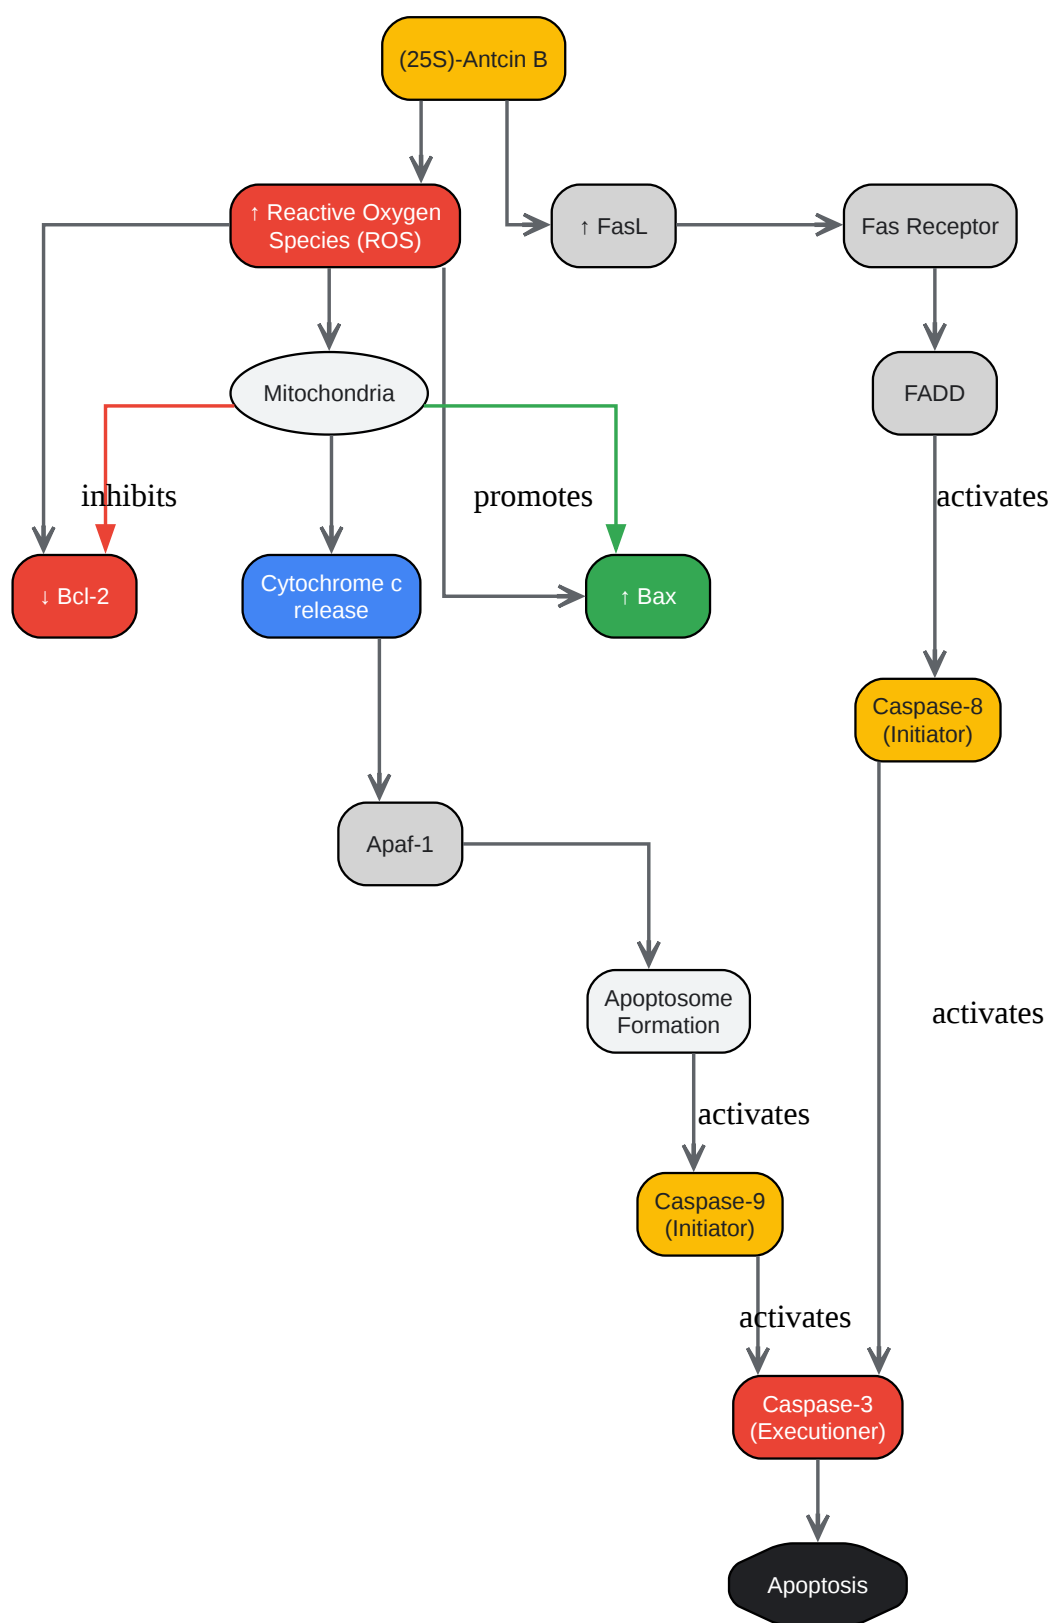 (25S)-Antcin B
↑ Reactive Oxygen
Species (ROS)
↑ FasL
Fas Receptor
Mitochondria
FADD
inhibits
promotes
activates
↓ Bcl-2
Cytochrome c
release
↑ Bax
Caspase-8
(Initiator)
Apaf-1
Apoptosome
Formation
activates
activates
Caspase-9
(Initiator)
activates
Caspase-3
(Executioner)
Apoptosis